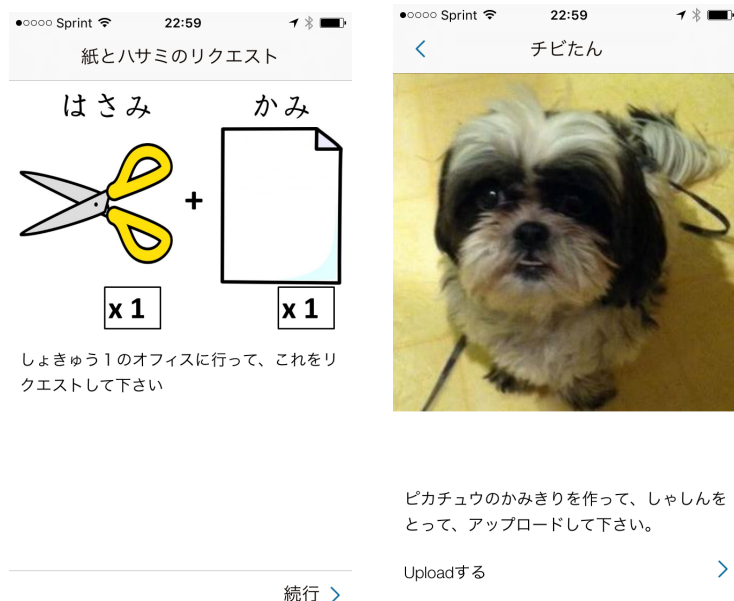 Sprint 22:59
紙とハサミのリクエスト
はさみ かみ
+
x 1 x 1
しょきゅう１のオフィスに行って、これをリ
クエストして下さい
続行
Sprint 22:59
チビたん
ピカチュウのかみきりを作って、しゃしんを
とって、アップロードして下さい。
Uploadする